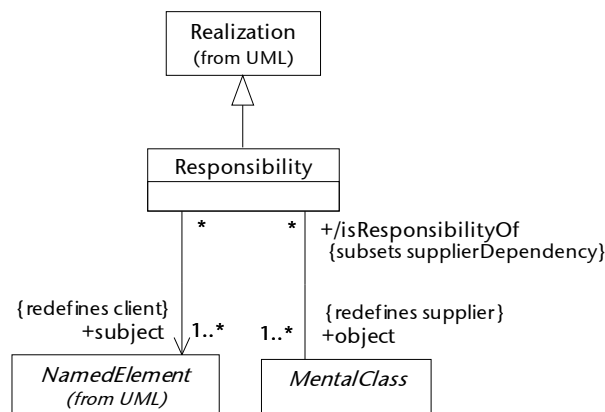 Realization
(from UML)
Responsibility
* * +/isResponsibilityOf
{subsets supplierDependency}
{redefines client} {redefines supplier}
+subject 1..* 1..* +object
NamedElement MentalClass
(from UML)